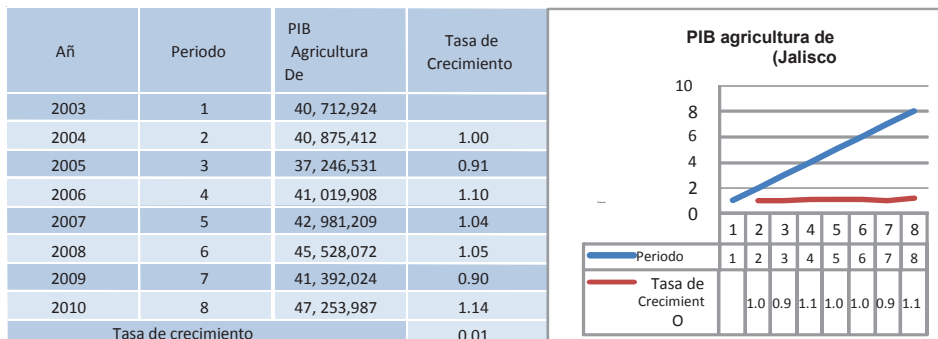 Añ Periodo PIB Agricultura De Tasa de Crecimiento
2003 1 40, 712,924
2004 2 40, 875,412 1.00
2005 3 37, 246,531 0.91
2006 4 41, 019,908 1.10
2007 5 42, 981,209 1.04
2008 6 45, 528,072 1.05
2009 7 41, 392,024 0.90
2010 8 47, 253,987 1.14
Tasa de crecimiento 0.01
PIB agricultura de
(Jalisco
10
8
6
4
2
0
1 2 3 4 5 6 7 8
Periodo 1 2 3 4 5 6 7 8
Tasa de
Crecimient
O
1.0 0.9 1.1 1.0 1.0 0.9 1.1